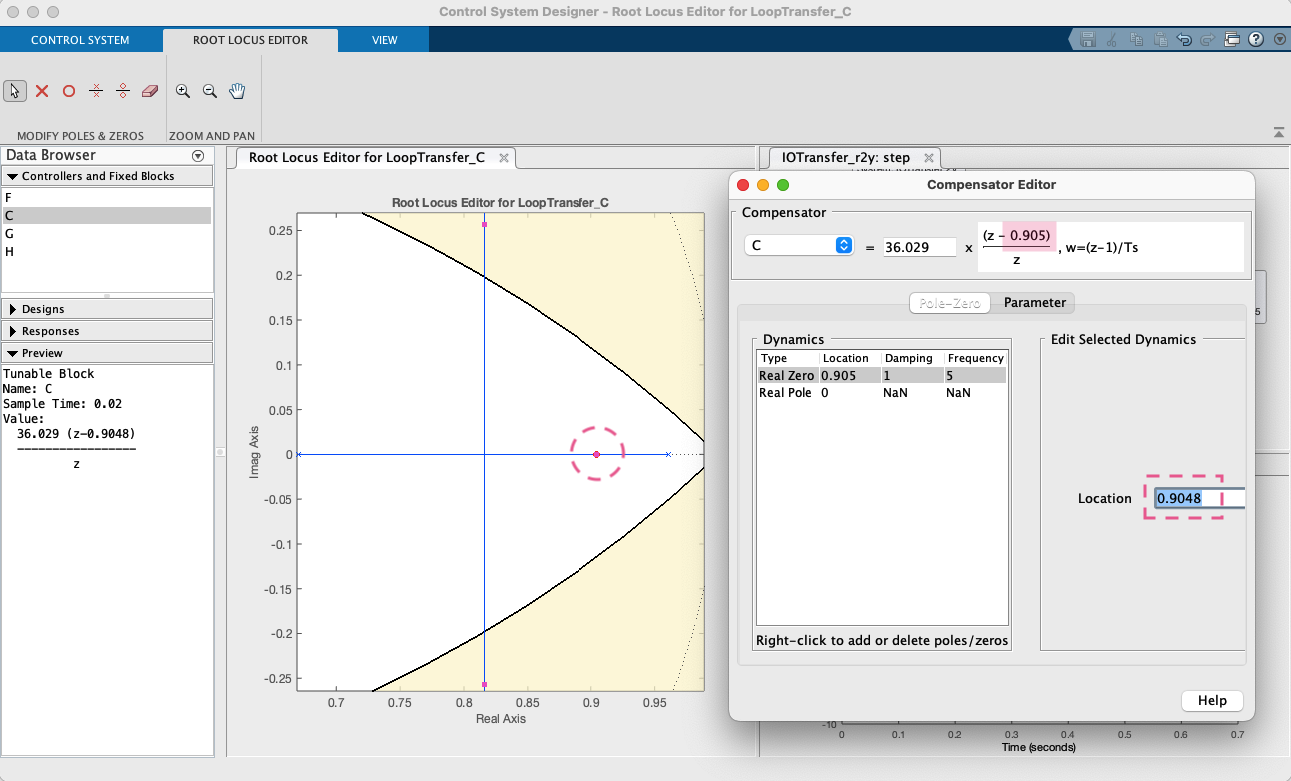 Control System Designer - Root Locus Editor for LoopTransfer_C
CONTROL SYSTEM
ROOT LOCUS EDITOR
VIEW
MODIFY POLES & ZEROS
ZOOM AND PAN
Data Browser
Controllers and Fixed Blocks
F
C
G
H
Designs
Responses
Preview
Tunable Block
Name: C
Sample Time: 0.02
Value:
36.029 (z-0.9048)
-----------------
z
Root Locus Editor for LoopTransfer_C
Root Locus Editor for LoopTransfer_C
0.25
0.2
0.15
0.1
0.05
0
-0.05
-0.1
-0.15
-0.2
-0.25
Imag Axis
0.7 0.75 0.8 0.85 0.9 0.95
Real Axis
IOTransfer_r2y: step
Compensator Editor
Compensator
C = 36.029 x (z - 0.905)
z
, w=(z-1)/Ts
Pole-Zero
Parameter
Dynamics
Type Location Damping Frequency
Real Zero 0.905 1 5
Real Pole 0 NaN NaN
Right-click to add or delete poles/zeros
Edit Selected Dynamics
Location 0.9048
Help
5
-10
0 0.1 0.2 0.3 0.4 0.5 0.6 0.7
Time (seconds)